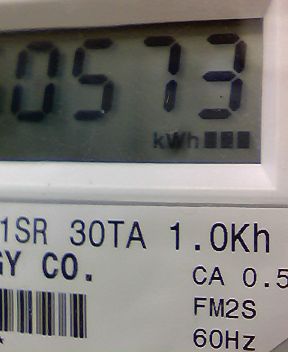 0573
kWh
1SR 30TA 1.0Kh
GY CO.
CA 0.5
FM2S
60Hz